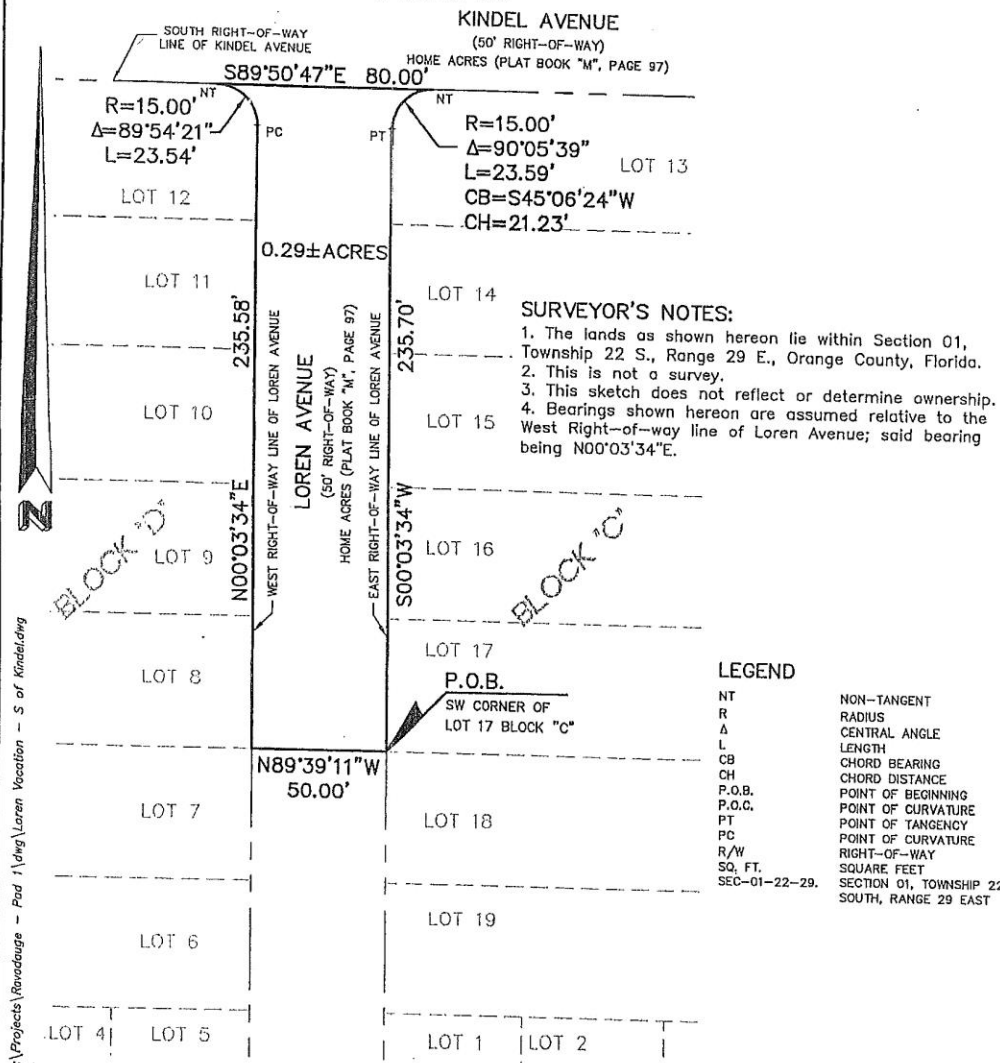 KINDEL AVENUE
(50' RIGHT-OF-WAY)
HOME ACRES (PLAT BOOK "M", PAGE 97)
SOUTH RIGHT-OF-WAY
LINE OF KINDEL AVENUE
S89°50'47"E 80.00'
NT
NT
R=15.00'
Δ=89°54'21"
L=23.54'
PC
PT
R=15.00'
Δ=90°05'39"
L=23.59'
CB=S45°06'24"W
CH=21.23'
LOT 13
LOT 12
0.29±ACRES
LOT 11
LOT 14
235.58'
235.70'
WEST RIGHT-OF-WAY LINE OF LOREN AVENUE
LOREN AVENUE
(50' RIGHT-OF-WAY)
HOME ACRES (PLAT BOOK "M", PAGE 97)
EAST RIGHT-OF-WAY LINE OF LOREN AVENUE
SURVEYOR'S NOTES:
1. The lands as shown hereon lie within Section 01,
Township 22 S., Range 29 E., Orange County, Florida.
2. This is not a survey.
3. This sketch does not reflect or determine ownership.
4. Bearings shown hereon are assumed relative to the
West Right-of-way line of Loren Avenue; said bearing
being N00°03'34"E.
LOT 10
LOT 15
N
N00°03'34"E
S00°03'34"W
BLOCK "D"
LOT 9
LOT 16
BLOCK "C"
LOT 8
LOT 17
P.O.B.
SW CORNER OF
LOT 17 BLOCK "C"
N89°39'11"W
50.00'
LOT 7
LOT 18
LOT 6
LOT 19
LOT 4
LOT 5
LOT 1
LOT 2
LEGEND
NT NON-TANGENT
R RADIUS
Δ CENTRAL ANGLE
L LENGTH
CB CHORD BEARING
CH CHORD DISTANCE
P.O.B. POINT OF BEGINNING
P.O.C. POINT OF CURVATURE
PT POINT OF TANGENCY
PC POINT OF CURVATURE
R/W RIGHT-OF-WAY
SQ. FT. SQUARE FEET
SEC-01-22-29. SECTION 01, TOWNSHIP 22
SOUTH, RANGE 29 EAST
:\Projects\Ravadauge - Pad 1\dwg\Loren Vacation - S of Kindel.dwg